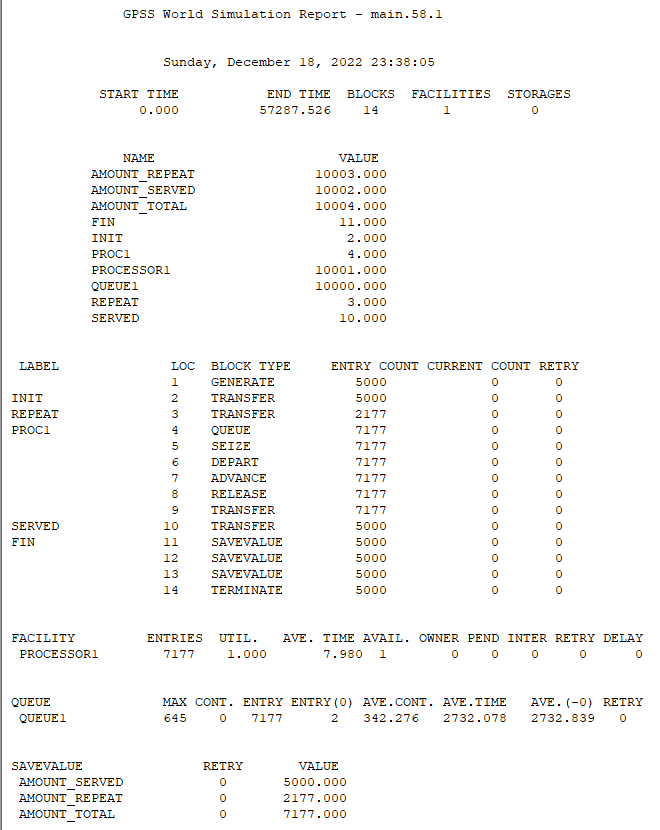 GPSS World Simulation Report - main.58.1
Sunday, December 18, 2022 23:38:05
START TIME END TIME BLOCKS FACILITIES STORAGES
0.000 57287.526 14 1 0
NAME VALUE
AMOUNT_REPEAT 10003.000
AMOUNT_SERVED 10002.000
AMOUNT_TOTAL 10004.000
FIN 11.000
INIT 2.000
PROC1 4.000
PROCESSOR1 10001.000
QUEUE1 10000.000
REPEAT 3.000
SERVED 10.000
LABEL LOC BLOCK TYPE ENTRY COUNT CURRENT COUNT RETRY
1 GENERATE 5000 0 0
INIT 2 TRANSFER 5000 0 0
REPEAT 3 TRANSFER 2177 0 0
PROC1 4 QUEUE 7177 0 0
5 SEIZE 7177 0 0
6 DEPART 7177 0 0
7 ADVANCE 7177 0 0
8 RELEASE 7177 0 0
9 TRANSFER 7177 0 0
SERVED 10 TRANSFER 5000 0 0
FIN 11 SAVEVALUE 5000 0 0
12 SAVEVALUE 5000 0 0
13 SAVEVALUE 5000 0 0
14 TERMINATE 5000 0 0
FACILITY ENTRIES UTIL. AVE. TIME AVAIL. OWNER PEND INTER RETRY DELAY
PROCESSOR1 7177 1.000 7.980 1 0 0 0 0 0
QUEUE MAX CONT. ENTRY ENTRY(0) AVE.CONT. AVE.TIME AVE.(-0) RETRY
QUEUE1 645 0 7177 2 342.276 2732.078 2732.839 0
SAVEVALUE RETRY VALUE
AMOUNT_SERVED 0 5000.000
AMOUNT_REPEAT 0 2177.000
AMOUNT_TOTAL 0 7177.000